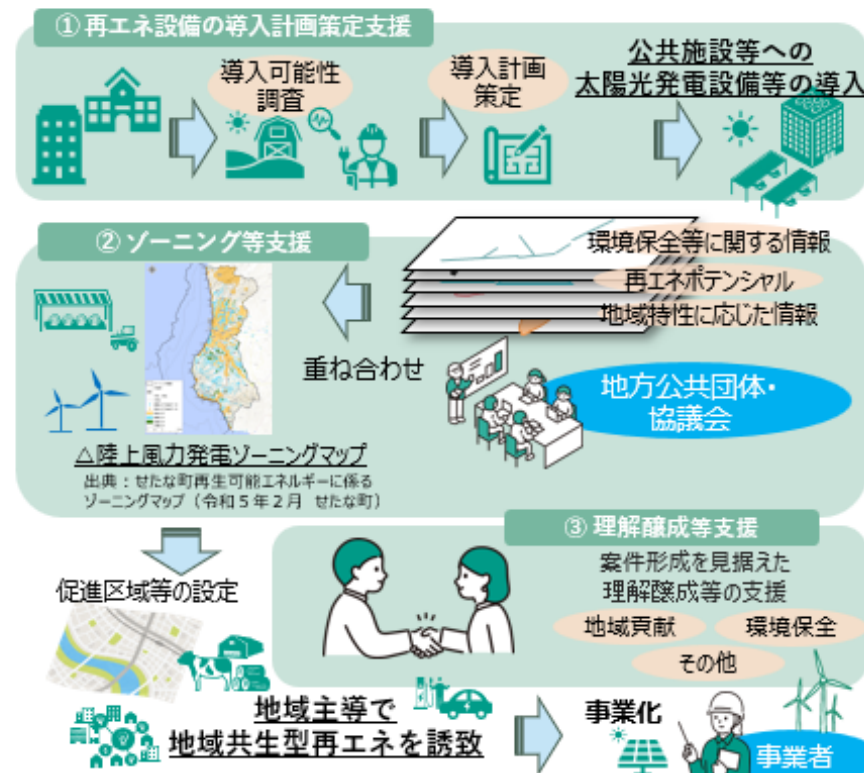 ① 再エネ設備の導入計画策定支援
導入可能性
調査
導入計画
策定
公共施設等への
太陽光発電設備等の導入
② ゾーニング等支援
環境保全等に関する情報
再エネポテンシャル
地域特性に応じた情報
重ね合わせ
地方公共団体・
協議会
△陸上風力発電ゾーニングマップ
出典：せたな町再生可能エネルギーに係る
ゾーニングマップ（令和５年２月 せたな町）
③ 理解醸成等支援
案件形成を見据えた
理解醸成等の支援
地域貢献
環境保全
その他
促進区域等の設定
地域主導で
地域共生型再エネを誘致
事業化
事業者